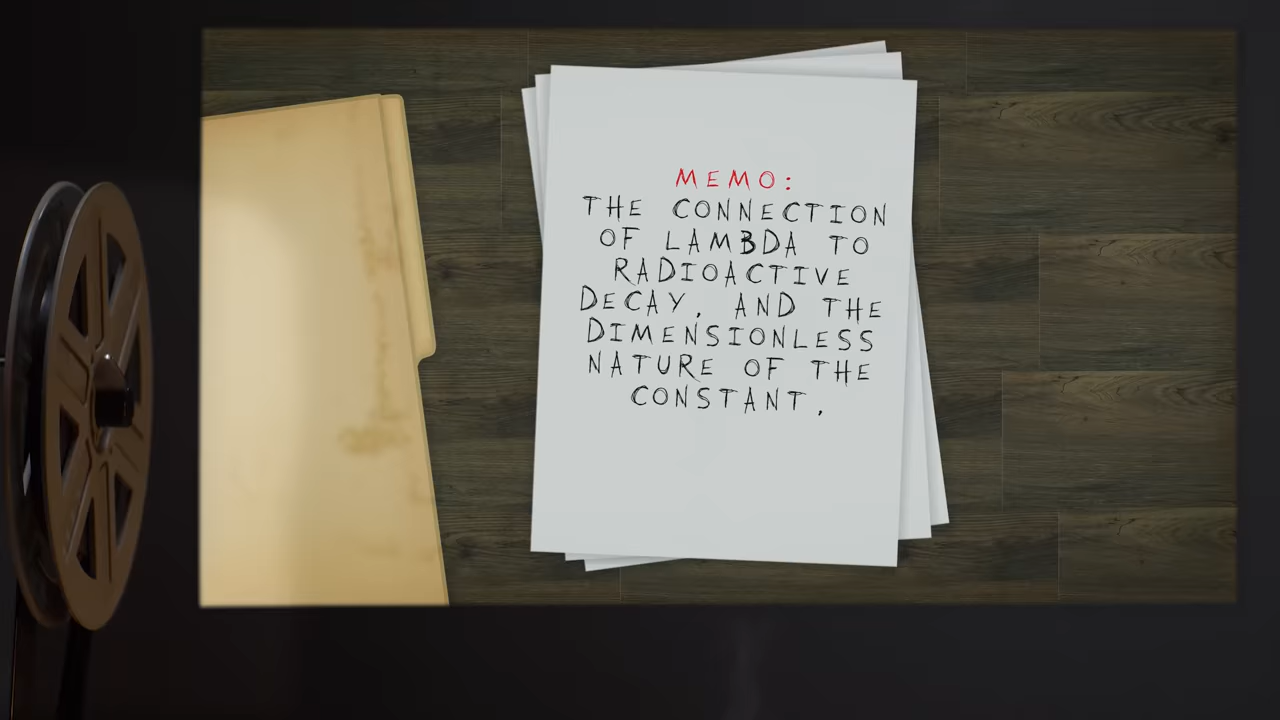 MEMO:
THE CONNECTION
OF LAMBDA TO
RADIOACTIVE
DECAY, AND THE
DIMENSIONLESS
NATURE OF THE
CONSTANT,